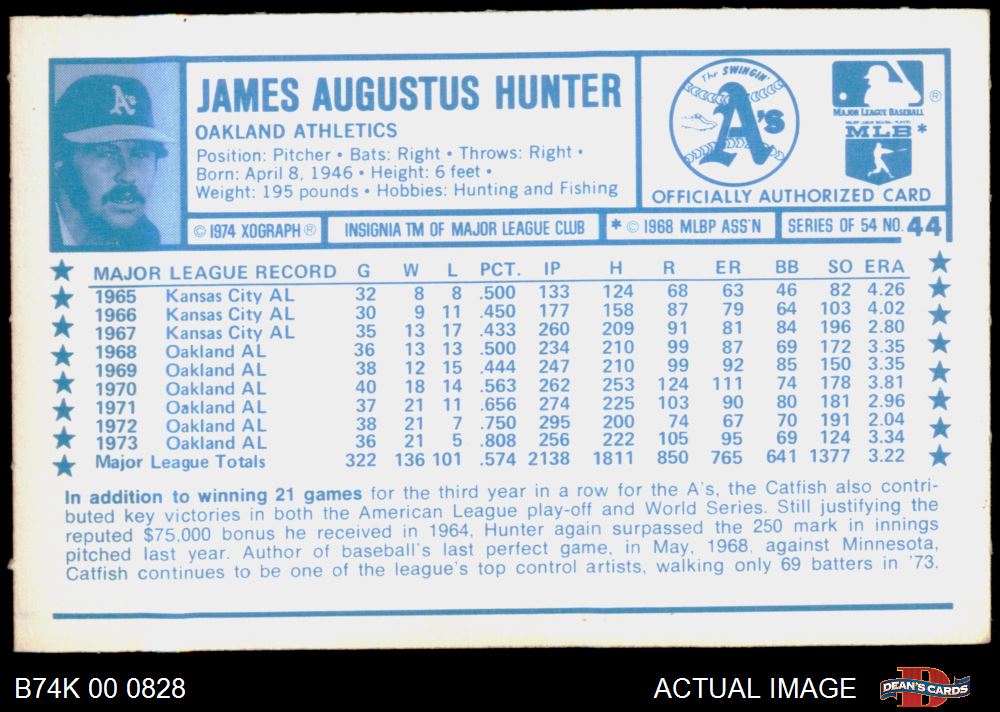 JAMES AUGUSTUS HUNTER
OAKLAND ATHLETICS
Position: Pitcher • Bats: Right • Throws: Right •
Born: April 8, 1946 • Height: 6 feet •
Weight: 195 pounds • Hobbies: Hunting and Fishing
A's
The SWINGIN'
A's
® 
MAJOR LEAGUE BASEBALL
MAJOR LEAGUE BASEBALL PLAYERS
MLB*
OFFICIALLY AUTHORIZED CARD
© 1974 XOGRAPH® INSIGNIA TM OF MAJOR LEAGUE CLUB * © 1968 MLBP ASS'N SERIES OF 54 NO. 44
MAJOR LEAGUE RECORD G W L PCT. IP H R ER BB SO ERA
1965 Kansas City AL 32 8 8 .500 133 124 68 63 46 82 4.26
1966 Kansas City AL 30 9 11 .450 177 158 87 79 64 103 4.02
1967 Kansas City AL 35 13 17 .433 260 209 91 81 84 196 2.80
1968 Oakland AL 36 13 13 .500 234 210 99 87 69 172 3.35
1969 Oakland AL 38 12 15 .444 247 210 99 92 85 150 3.35
1970 Oakland AL 40 18 14 .563 262 253 124 111 74 178 3.81
1971 Oakland AL 37 21 11 .656 274 225 103 90 80 181 2.96
1972 Oakland AL 38 21 7 .750 295 200 74 67 70 191 2.04
1973 Oakland AL 36 21 5 .808 256 222 105 95 69 124 3.34
Major League Totals 322 136 101 .574 2138 1811 850 765 641 1377 3.22
In addition to winning 21 games for the third year in a row for the A's, the Catfish also contri-
buted key victories in both the American League play-off and World Series. Still justifying the
reputed $75,000 bonus he received in 1964, Hunter again surpassed the 250 mark in innings
pitched last year. Author of baseball's last perfect game, in May, 1968, against Minnesota,
Catfish continues to be one of the league's top control artists, walking only 69 batters in '73.
B74K 00 0828
ACTUAL IMAGE
D
DEAN'S CARDS